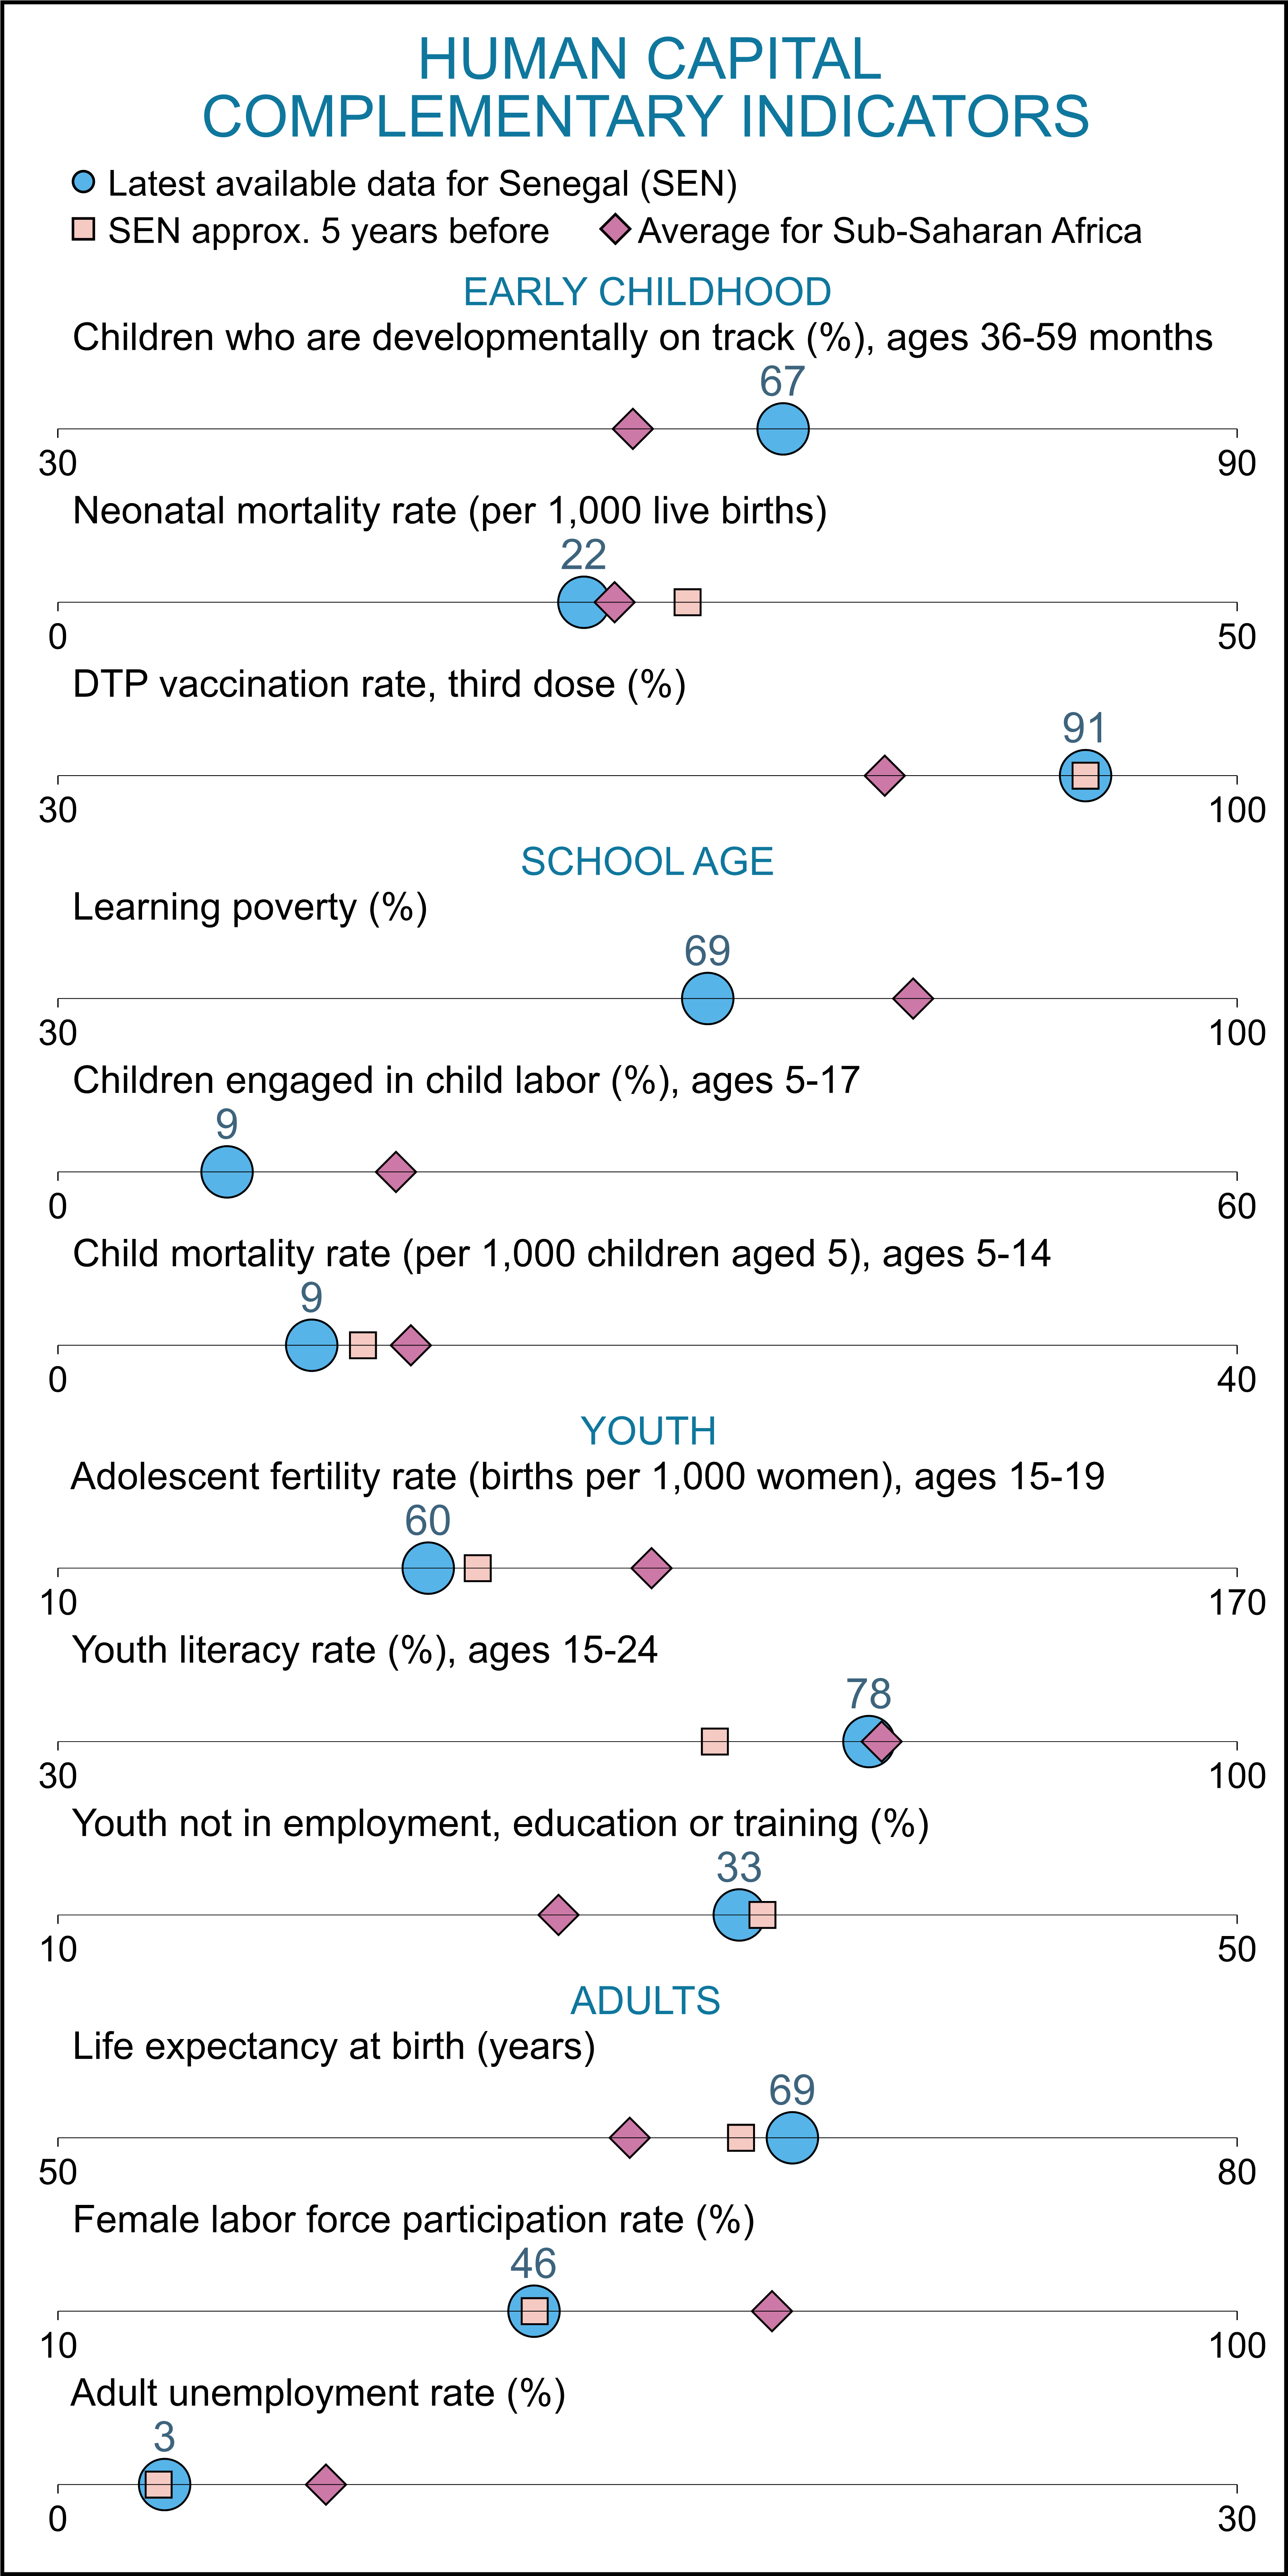 HUMAN CAPITAL
COMPLEMENTARY INDICATORS
Latest available data for Senegal (SEN)
SEN approx. 5 years before Average for Sub-Saharan Africa
EARLY CHILDHOOD
Children who are developmentally on track (%), ages 36-59 months
67
30 90
Neonatal mortality rate (per 1,000 live births)
22
0 50
DTP vaccination rate, third dose (%)
91
30 100
SCHOOL AGE
Learning poverty (%)
69
30 100
Children engaged in child labor (%), ages 5-17
9
0 60
Child mortality rate (per 1,000 children aged 5), ages 5-14
9
0 40
YOUTH
Adolescent fertility rate (births per 1,000 women), ages 15-19
60
10 170
Youth literacy rate (%), ages 15-24
78
30 100
Youth not in employment, education or training (%)
33
10 50
ADULTS
Life expectancy at birth (years)
69
50 80
Female labor force participation rate (%)
46
10 100
Adult unemployment rate (%)
3
0 30